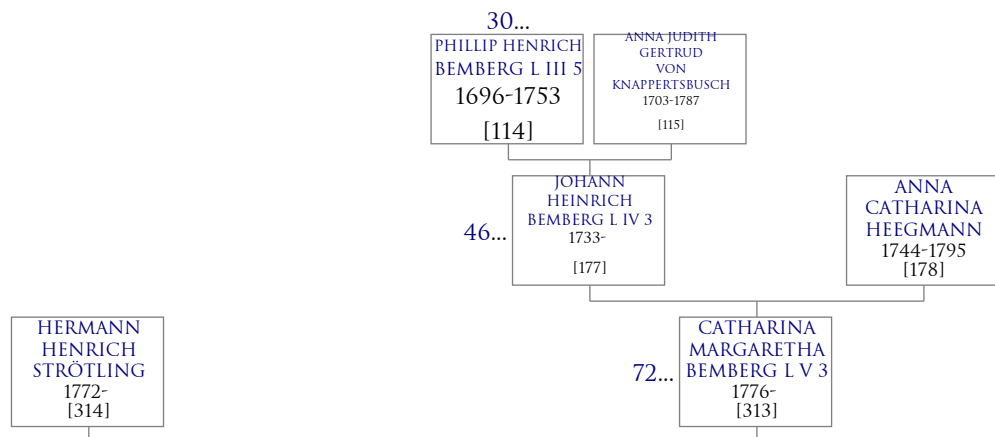 30...
PHILLIP HENRICH
BEMBERG L III 5
1696-1753
[114]
ANNA JUDITH
GERTRUD
VON
KNAPPERTSBUSCH
1703-1787
[115]
JOHANN
HEINRICH
BEMBERG L IV 3
1733-
[177]
46...
ANNA
CATHARINA
HEEGMANN
1744-1795
[178]
HERMANN
HENRICH
STRÖTLING
1772-
[314]
72...
CATHARINA
MARGARETHA
BEMBERG L V 3
1776-
[313]